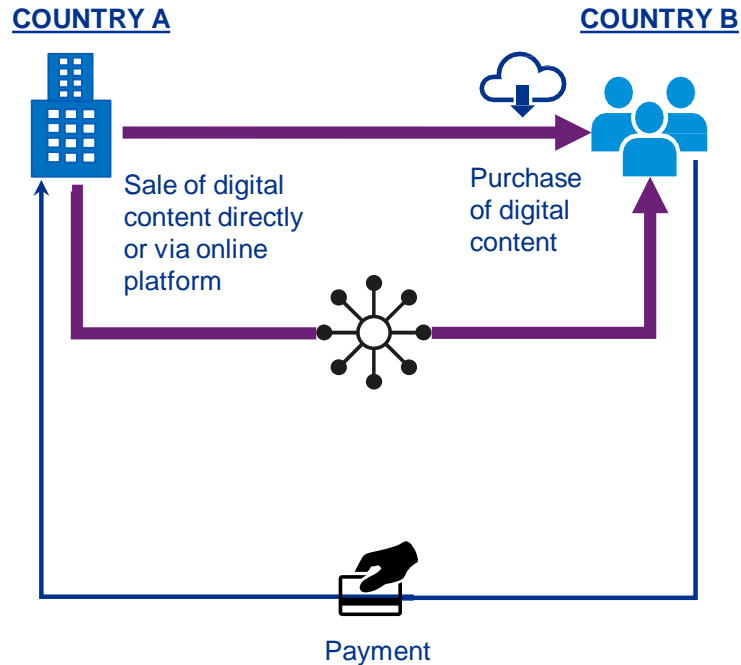 COUNTRY A
COUNTRY B
Sale of digital
content directly
or via online
platform
Purchase
of digital
content
Payment